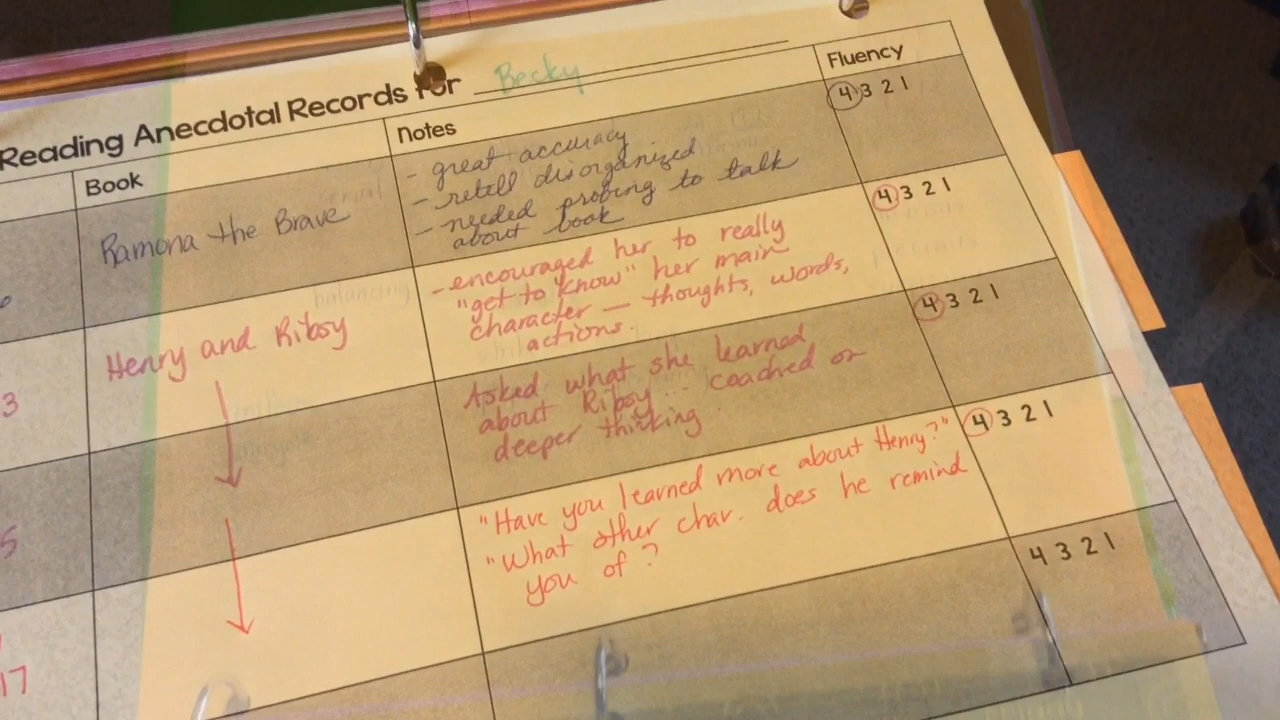 Reading Anecdotal Records for Becky
Book
Notes
Fluency
Ramona the Brave
- great accuracy
- retell disorganized
- needed probing to talk
about book
4 3 2 1
3
Henry and Ribsy
- encouraged her to really
"get to know" her main
character — thoughts, words,
actions.
4 3 2 1
5
Asked what she learned
about Ribsy... coached on
deeper thinking
4 3 2 1
17
"Have you learned more about Henry?"
"What other char. does he remind
you of?
4 3 2 1
4 3 2 1